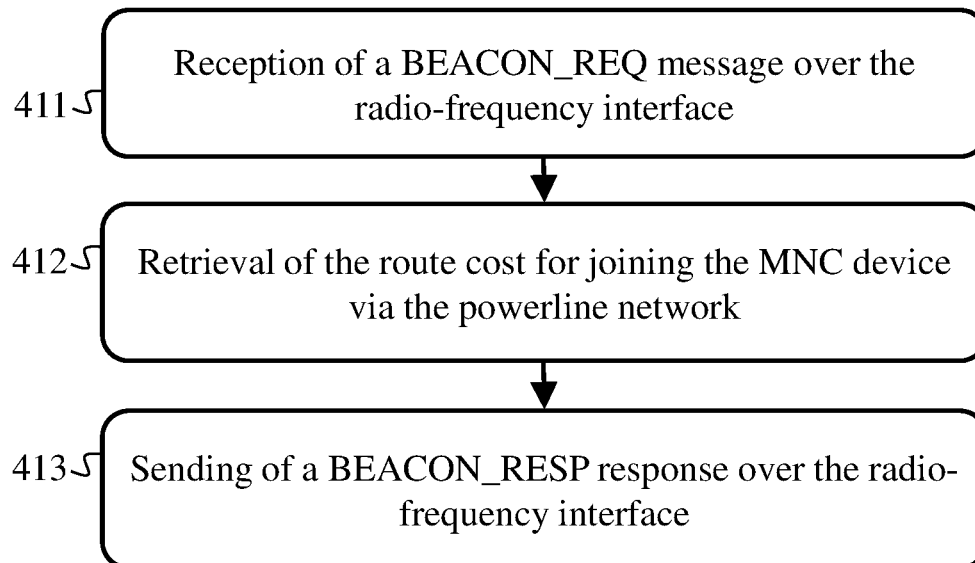 Reception of a BEACON_REQ message over the
radio-frequency interface
411
Retrieval of the route cost for joining the MNC device
via the powerline network
412
Sending of a BEACON_RESP response over the radio-
frequency interface
413